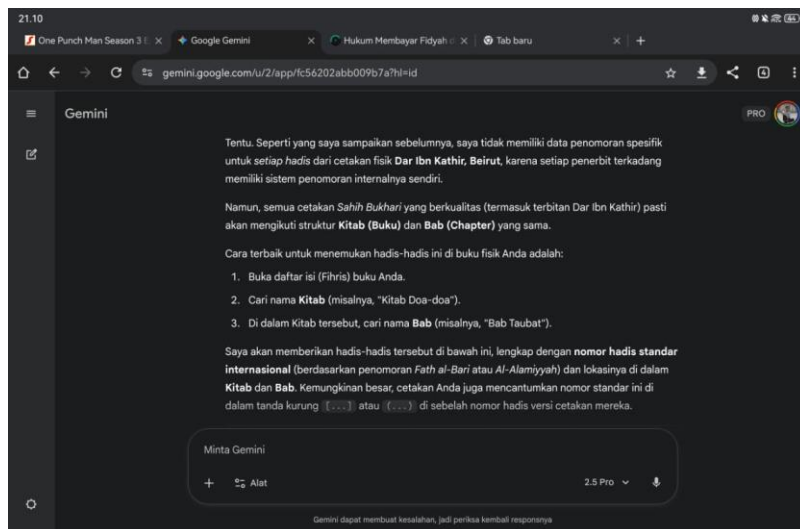 21.10
One Punch Man Season 3 E
Google Gemini
Hukum Membayar Fidyah d
Tab baru
gemini.google.com/u/2/app/fc56202abb009b7a?hl=id
Gemini
PRO
Tentu. Seperti yang saya sampaikan sebelumnya, saya tidak memiliki data penomoran spesifik
untuk setiap hadis dari cetakan fisik Dar Ibn Kathir, Beirut, karena setiap penerbit terkadang
memiliki sistem penomoran internalnya sendiri.
Namun, semua cetakan Sahih Bukhari yang berkualitas (termasuk terbitan Dar Ibn Kathir) pasti
akan mengikuti struktur Kitab (Buku) dan Bab (Chapter) yang sama.
Cara terbaik untuk menemukan hadis-hadis ini di buku fisik Anda adalah:
1. Buka daftar isi (Fihris) buku Anda.
2. Cari nama Kitab (misalnya, "Kitab Doa-doa").
3. Di dalam Kitab tersebut, cari nama Bab (misalnya, "Bab Taubat").
Saya akan memberikan hadis-hadis tersebut di bawah ini, lengkap dengan nomor hadis standar
internasional (berdasarkan penomoran Fath al-Bari atau Al-Alamiyyah) dan lokasinya di dalam
Kitab dan Bab. Kemungkinan besar, cetakan Anda juga mencantumkan nomor standar ini di
dalam tanda kurung [...] atau (...) di sebelah nomor hadis versi cetakan mereka.
Minta Gemini
Alat
2.5 Pro
Gemini dapat membuat kesalahan, jadi periksa kembali responsnya